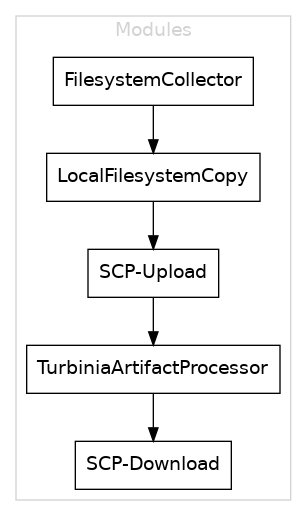 Modules
FilesystemCollector
LocalFilesystemCopy
SCP-Upload
TurbiniaArtifactProcessor
SCP-Download